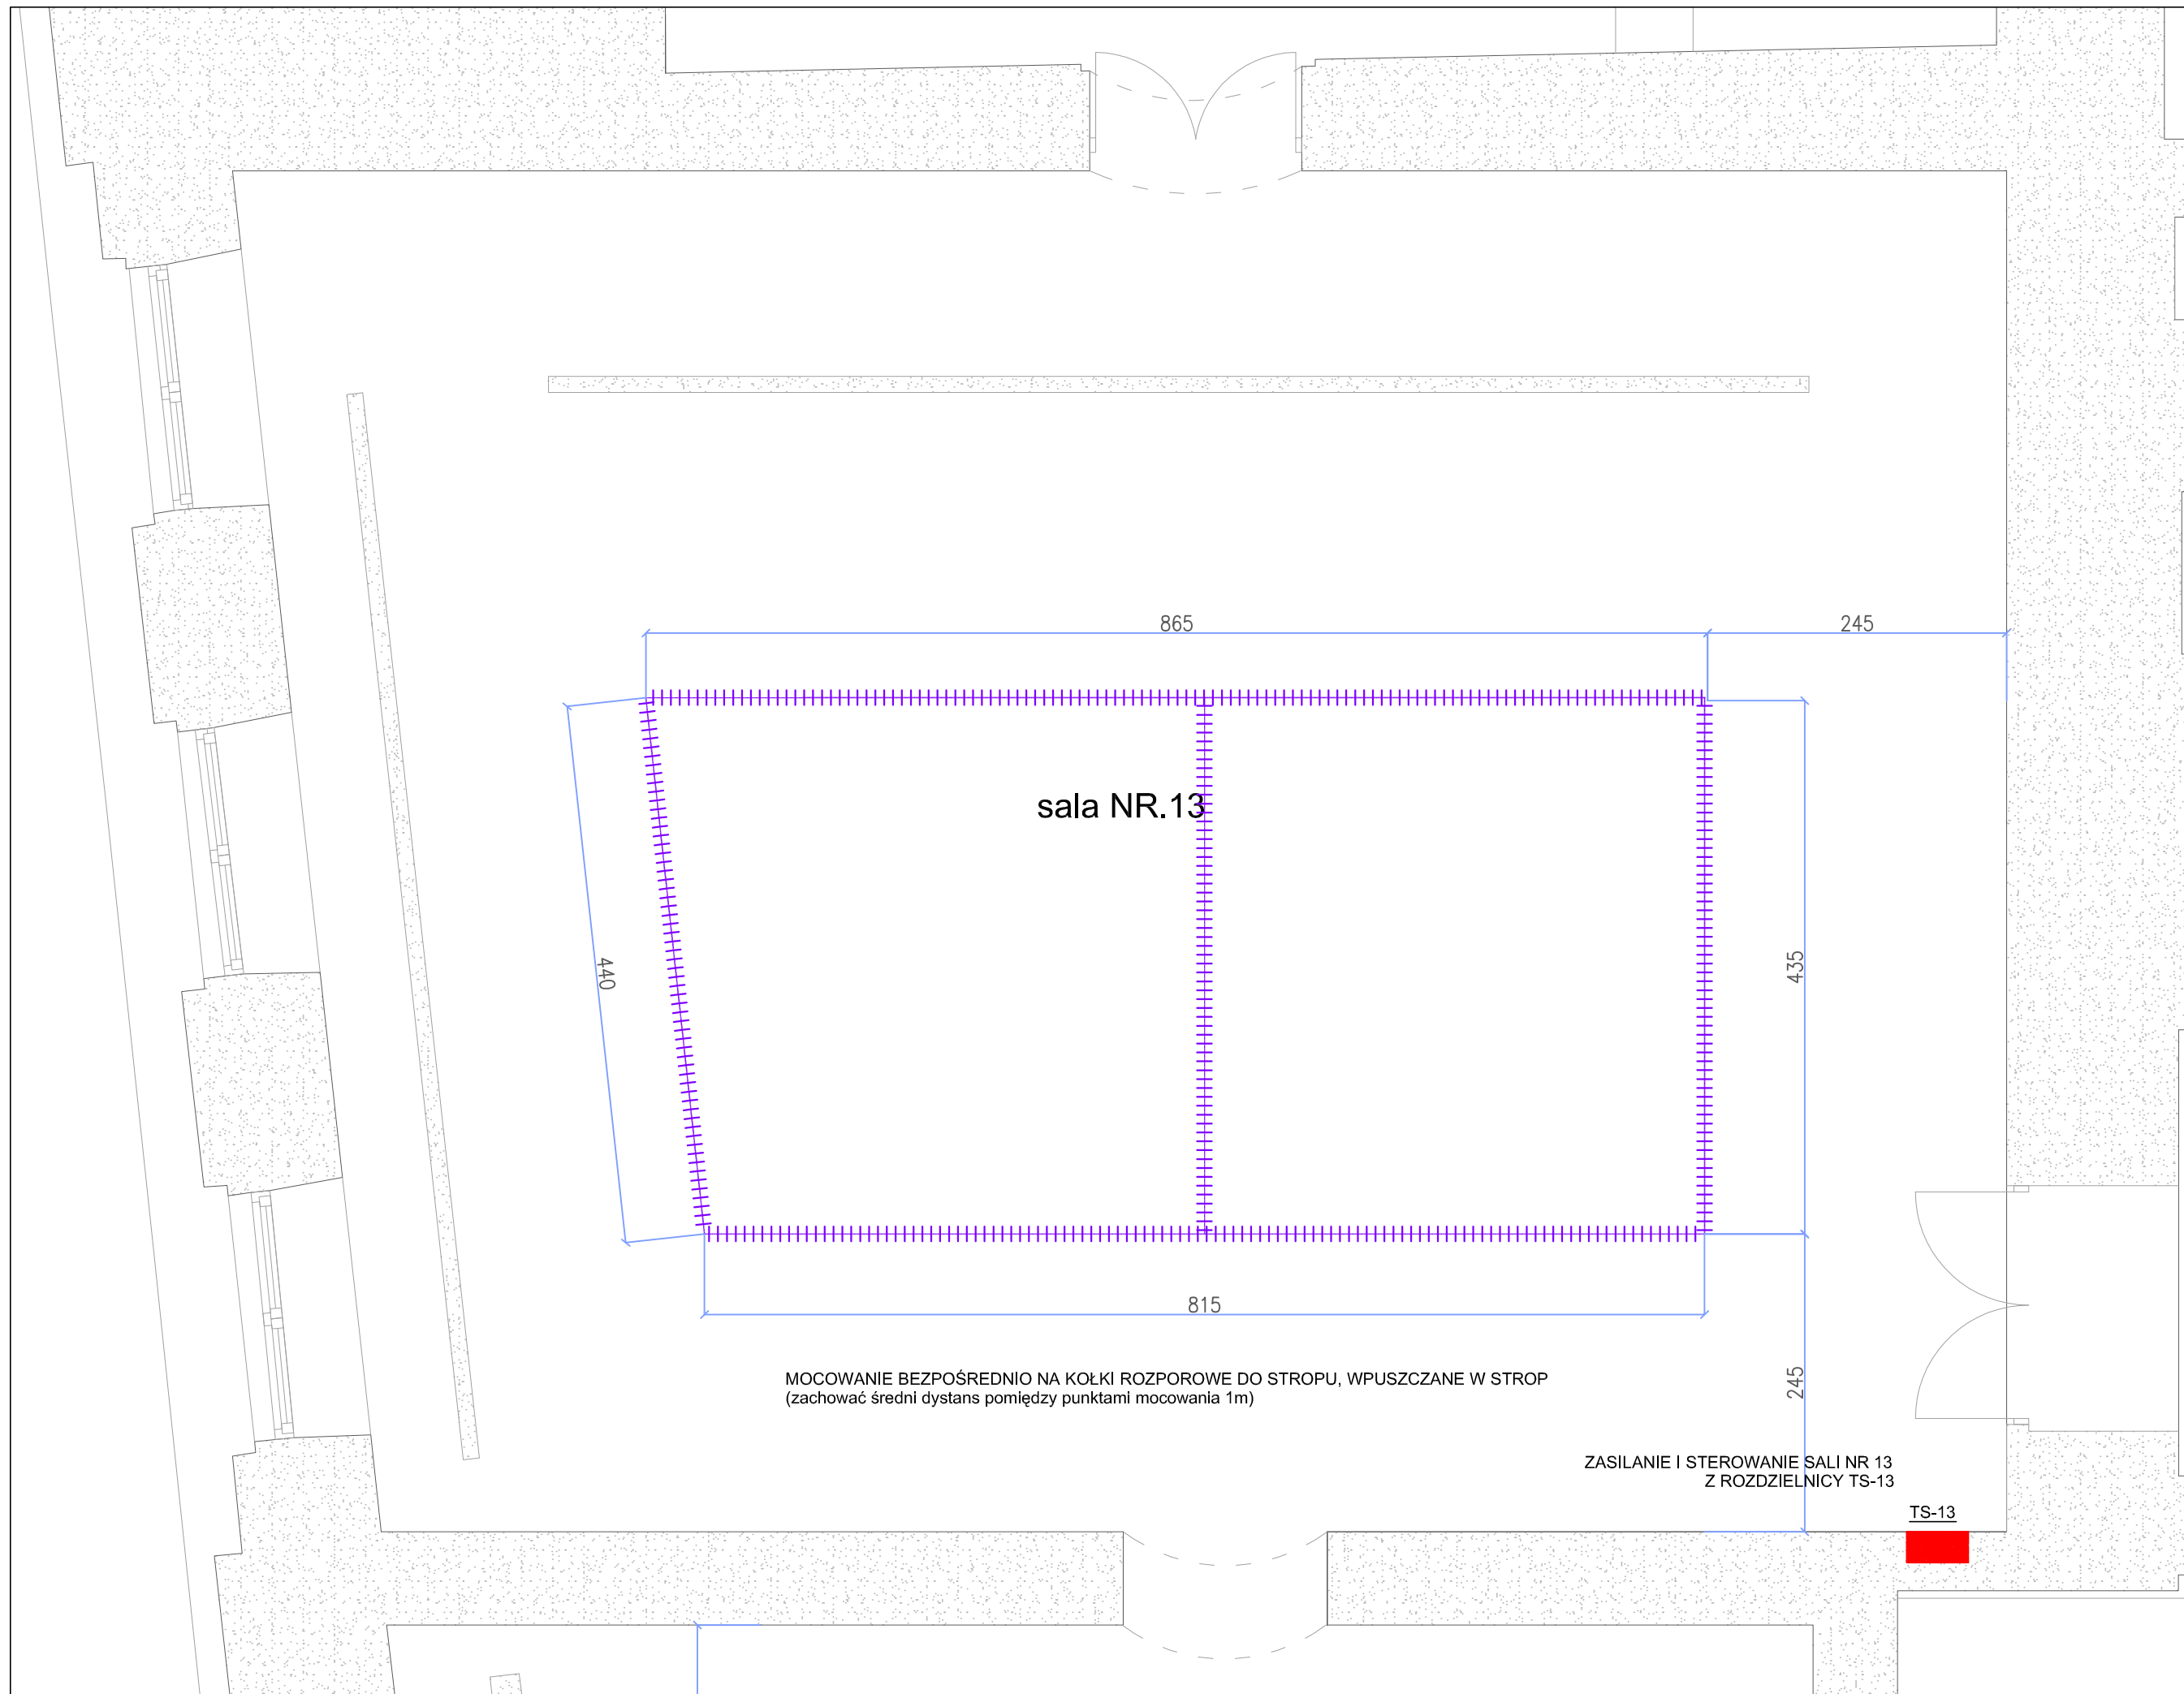 865
245
sala NR.13
440
435
815
MOCOWANIE BEZPOŚREDNIO NA KOŁKI ROZPOROWE DO STROPU, WPUSZCZANE W STROP
(zachować średni dystans pomiędzy punktami mocowania 1m)
245
ZASILANIE I STEROWANIE SALI NR 13
Z ROZDZIELNICY TS-13
TS-13